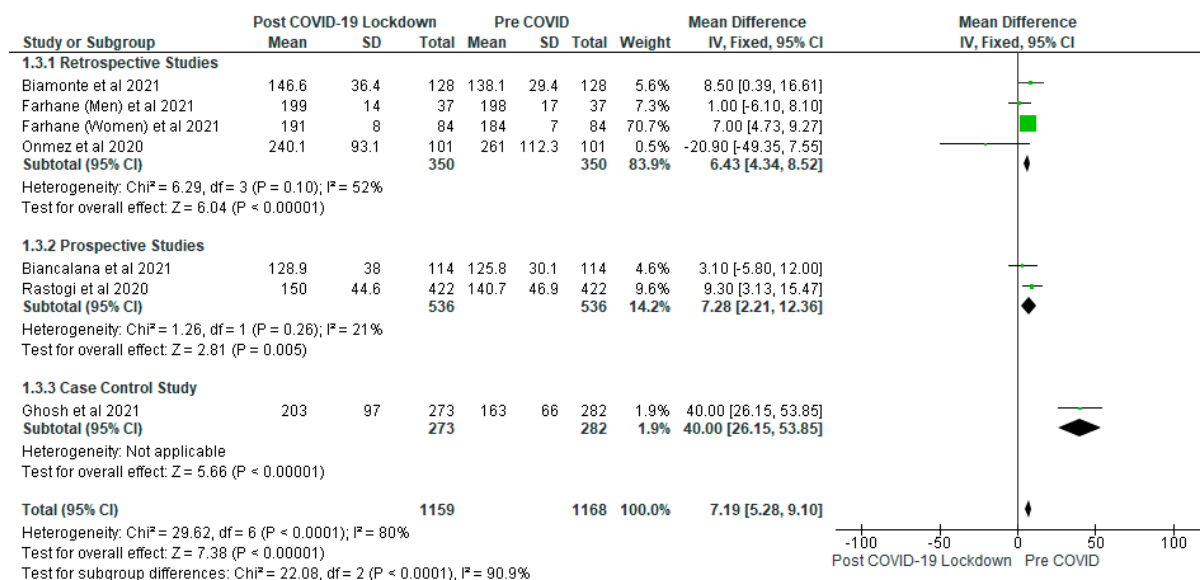 Post COVID-19 Lockdown Pre COVID Mean Difference Mean Difference
Study or Subgroup Mean SD Total Mean SD Total Weight IV, Fixed, 95% CI IV, Fixed, 95% CI
1.3.1 Retrospective Studies
Biamonte et al 2021 146.6 36.4 128 138.1 29.4 128 5.6% 8.50 [0.39, 16.61]
Farhane (Men) et al 2021 199 14 37 198 17 37 7.3% 1.00 [-6.10, 8.10]
Farhane (Women) et al 2021 191 8 84 184 7 84 70.7% 7.00 [4.73, 9.27]
Onmez et al 2020 240.1 93.1 101 261 112.3 101 0.5% -20.90 [-49.35, 7.55]
Subtotal (95% CI) 350 350 83.9% 6.43 [4.34, 8.52]
Heterogeneity: Chi² = 6.29, df = 3 (P = 0.10); I² = 52%
Test for overall effect: Z = 6.04 (P < 0.00001)
1.3.2 Prospective Studies
Biancalana et al 2021 128.9 38 114 125.8 30.1 114 4.6% 3.10 [-5.80, 12.00]
Rastogi et al 2020 150 44.6 422 140.7 46.9 422 9.6% 9.30 [3.13, 15.47]
Subtotal (95% CI) 536 536 14.2% 7.28 [2.21, 12.36]
Heterogeneity: Chi² = 1.26, df = 1 (P = 0.26); I² = 21%
Test for overall effect: Z = 2.81 (P = 0.005)
1.3.3 Case Control Study
Ghosh et al 2021 203 97 273 163 66 282 1.9% 40.00 [26.15, 53.85]
Subtotal (95% CI) 273 282 1.9% 40.00 [26.15, 53.85]
Heterogeneity: Not applicable
Test for overall effect: Z = 5.66 (P < 0.00001)
Total (95% CI) 1159 1168 100.0% 7.19 [5.28, 9.10]
Heterogeneity: Chi² = 29.62, df = 6 (P < 0.0001); I² = 80%
Test for overall effect: Z = 7.38 (P < 0.00001)
Test for subgroup differences: Chi² = 22.08, df = 2 (P < 0.0001), I² = 90.9%
-100 -50 0 50 100
Post COVID-19 Lockdown Pre COVID